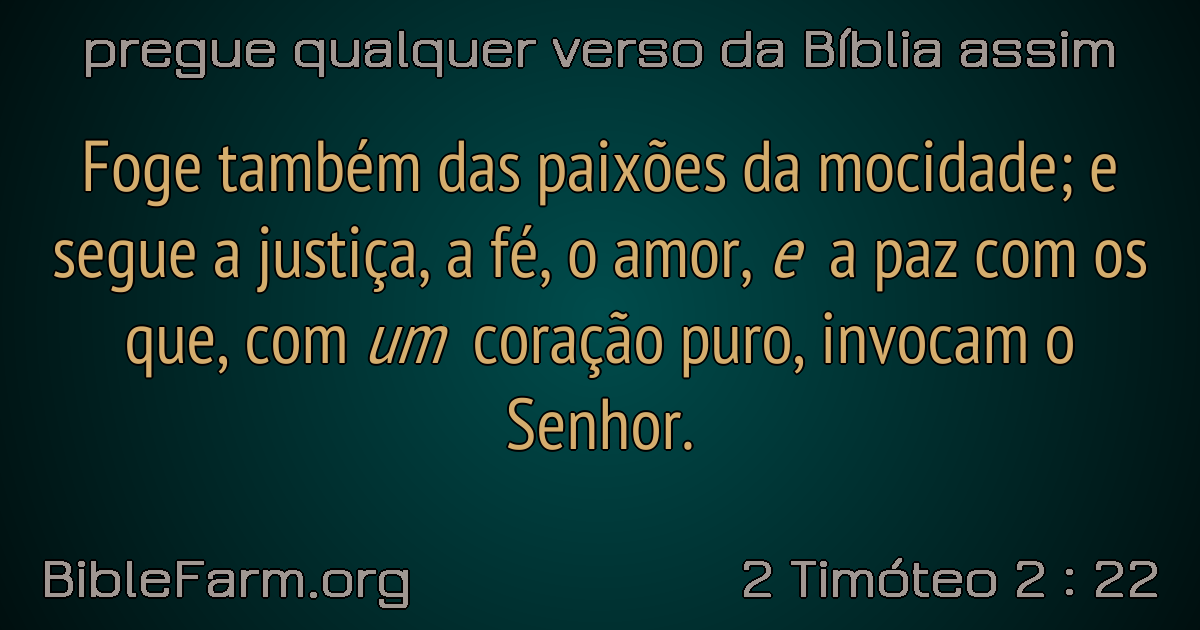 pregue qualquer verso da Bíblia assim
Foge também das paixões da mocidade; e
segue a justiça, a fé, o amor, e a paz com os
que, com um coração puro, invocam o
Senhor.
BibleFarm.org
2 Timóteo 2 : 22